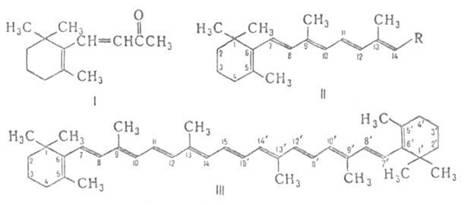 O
H₃C CH₃ CH=CHCCH₃
CH₃
I
H₃C CH₃ CH₃ CH₃ R
1 2 3 4 5 6 7 8 9 10 11 12 13 14
CH₃
II
H₃C CH₃ CH₃ CH₃ H₃C
1 2 3 4 5 6 7 8 9 10 11 12 13 14 15
15' 14' 13' 12' 10' 9' 8' 7' 6' 5' 4' 3' 2' 1'
CH₃ CH₃ CH₃ H₃C CH₃
III